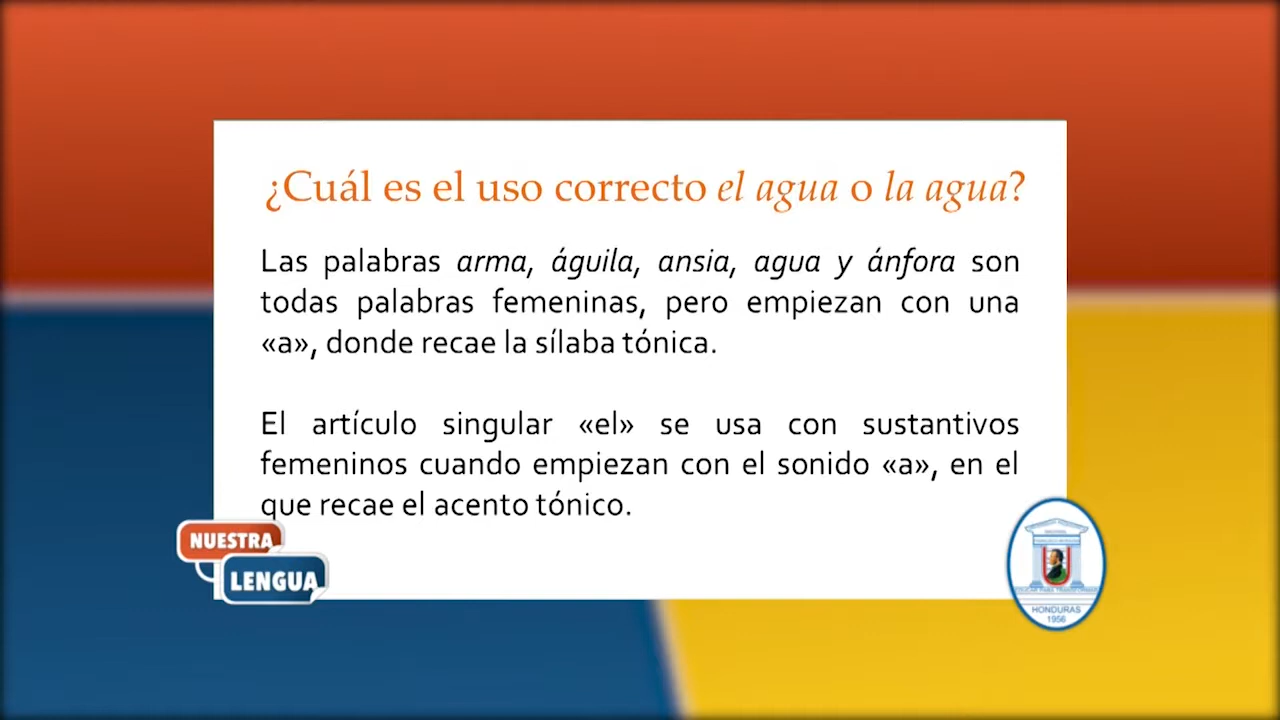 ¿Cuál es el uso correcto el agua o la agua?
Las palabras arma, águila, ansia, agua y ánfora son
todas palabras femeninas, pero empiezan con una
«a», donde recae la sílaba tónica.
El artículo singular «el» se usa con sustantivos
femeninos cuando empiezan con el sonido «a», en el
que recae el acento tónico.
NUESTRA
LENGUA
HONDURAS
1956